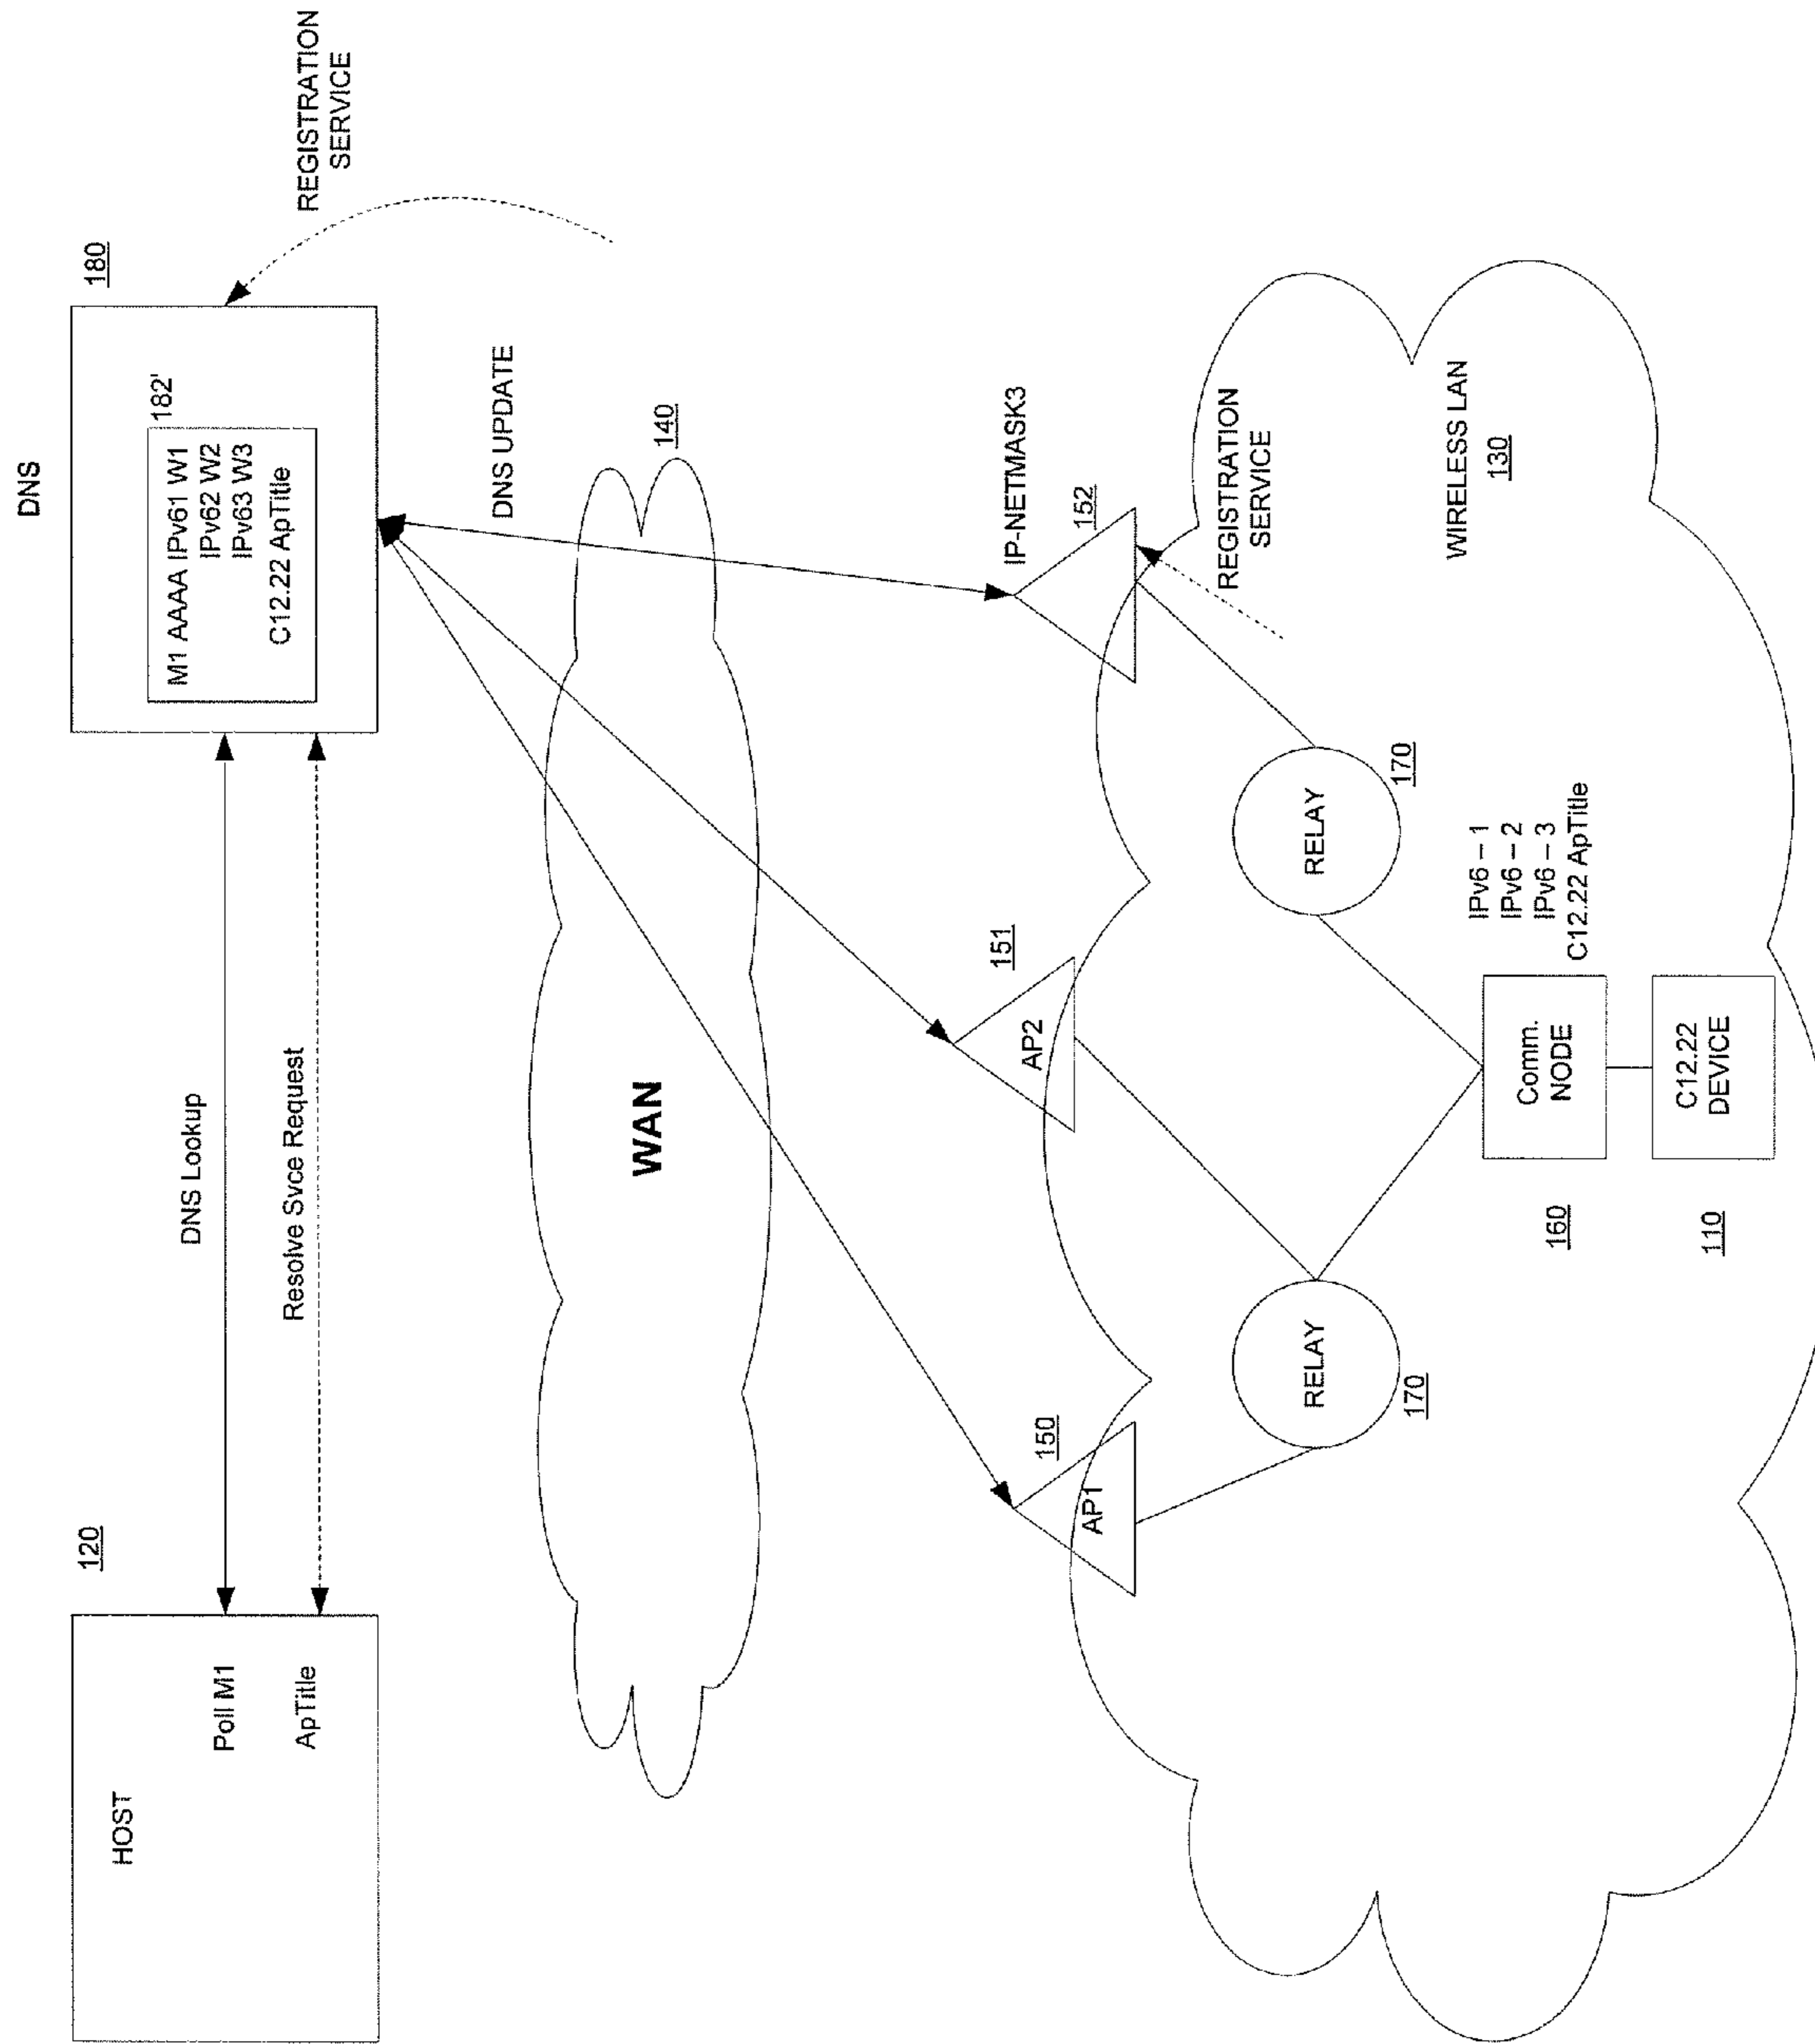 DNS
120
HOST
Poll M1
ApTitle
DNS Lookup
Resolve Svce Request
180
182'
M1 AAAA IPv61 W1
IPv62 W2
IPv63 W3
C12.22 ApTitle
REGISTRATION
SERVICE
DNS UPDATE
WAN
140
150
AP1
151
AP2
IP-NETMASK3
152
REGISTRATION
SERVICE
WIRELESS LAN
130
RELAY
170
RELAY
170
160
Comm.
NODE
IPv6 – 1
IPv6 – 2
IPv6 – 3
C12.22 ApTitle
110
C12.22
DEVICE